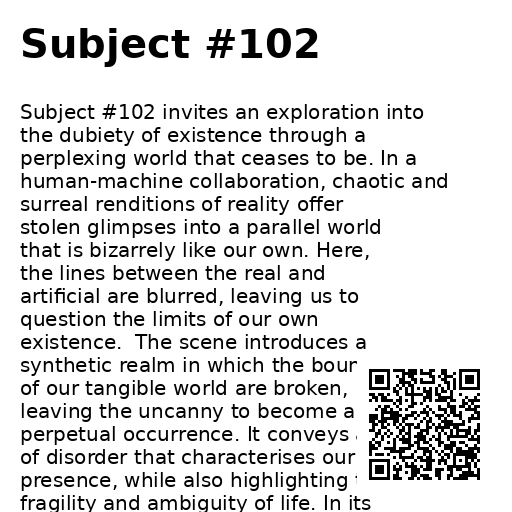 Subject #102
Subject #102 invites an exploration into
the dubiety of existence through a
perplexing world that ceases to be. In a
human-machine collaboration, chaotic and
surreal renditions of reality offer
stolen glimpses into a parallel world
that is bizarrely like our own. Here,
the lines between the real and
artificial are blurred, leaving us to
question the limits of our own
existence.  The scene introduces a
synthetic realm in which the
of our tangible world are broken,
leaving the uncanny to become a
perpetual occurrence. It conveys
of disorder that characterises our
presence, while also highlighting
fragility and ambiguity of life. In its